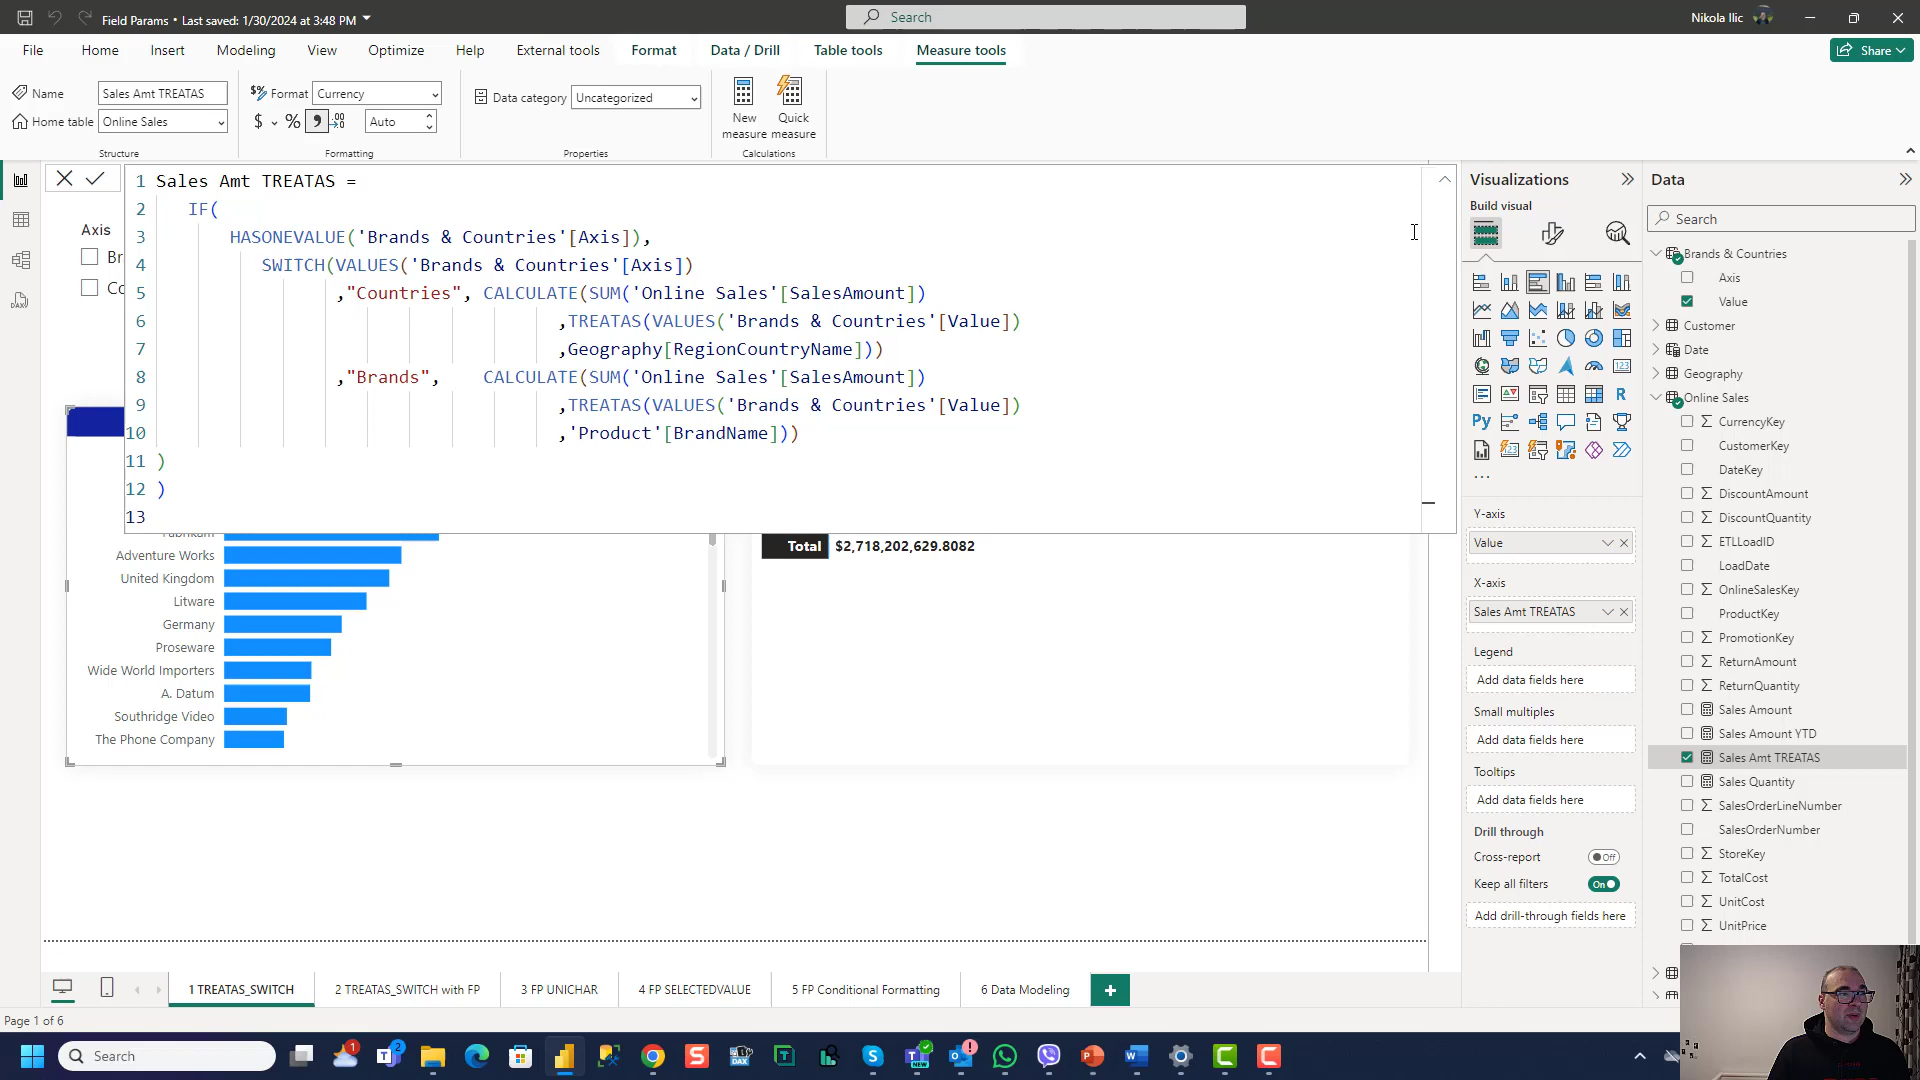 Field Params • Last saved: 1/30/2024 at 3:48 PM
Search
Nikola Ilic
File
Home
Insert
Modeling
View
Optimize
Help
External tools
Format
Data / Drill
Table tools
Measure tools
Share
Name
Sales Amt TREATAS
Home table
Online Sales
Structure
Format
Currency
$
%
Auto
Formatting
Data category
Uncategorized
Properties
New measure
Quick measure
Calculations
1 Sales Amt TREATAS =
2 IF(
3 HASONEVALUE('Brands & Countries'[Axis]),
4 SWITCH(VALUES('Brands & Countries'[Axis])
5 ,"Countries", CALCULATE(SUM('Online Sales'[SalesAmount])
6 ,TREATAS(VALUES('Brands & Countries'[Value])
7 ,Geography[RegionCountryName]))
8 ,"Brands", CALCULATE(SUM('Online Sales'[SalesAmount])
9 ,TREATAS(VALUES('Brands & Countries'[Value])
10 ,'Product'[BrandName]))
11 )
12 )
13
Axis
Br
Co
Adventure Works
United Kingdom
Litware
Germany
Proseware
Wide World Importers
A. Datum
Southridge Video
The Phone Company
Total $2,718,202,629.8082
Visualizations
Build visual
Y-axis
Value
X-axis
Sales Amt TREATAS
Legend
Add data fields here
Small multiples
Add data fields here
Tooltips
Add data fields here
Drill through
Cross-report
Off
Keep all filters
On
Add drill-through fields here
Data
Search
Brands & Countries
Axis
Value
Customer
Date
Geography
Online Sales
CurrencyKey
CustomerKey
DateKey
DiscountAmount
DiscountQuantity
ETLLoadID
LoadDate
OnlineSalesKey
ProductKey
PromotionKey
ReturnAmount
ReturnQuantity
Sales Amount
Sales Amount YTD
Sales Amt TREATAS
Sales Quantity
SalesOrderLineNumber
SalesOrderNumber
StoreKey
TotalCost
UnitCost
UnitPrice
1 TREATAS_SWITCH
2 TREATAS_SWITCH with FP
3 FP UNICHAR
4 FP SELECTEDVALUE
5 FP Conditional Formatting
6 Data Modeling
Page 1 of 6
Search